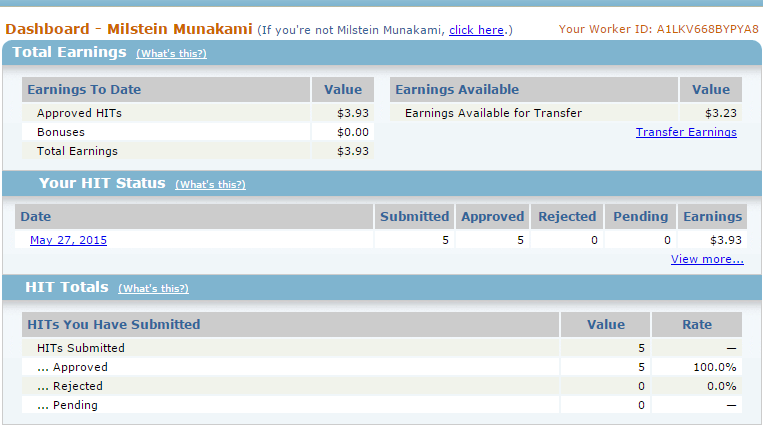 Dashboard - Milstein Munakami (If you're not Milstein Munakami, click here.) Your Worker ID: A1LKV668BYPYA8
Total Earnings (What's this?)
Earnings To Date Value
Approved HITs $3.93
Bonuses $0.00
Total Earnings $3.93
Earnings Available Value
Earnings Available for Transfer $3.23
Transfer Earnings
Your HIT Status (What's this?)
Date Submitted Approved Rejected Pending Earnings
May 27, 2015 5 5 0 0 $3.93
View more...
HIT Totals (What's this?)
HITs You Have Submitted Value Rate
HITs Submitted 5 —
... Approved 5 100.0%
... Rejected 0 0.0%
... Pending 0 —